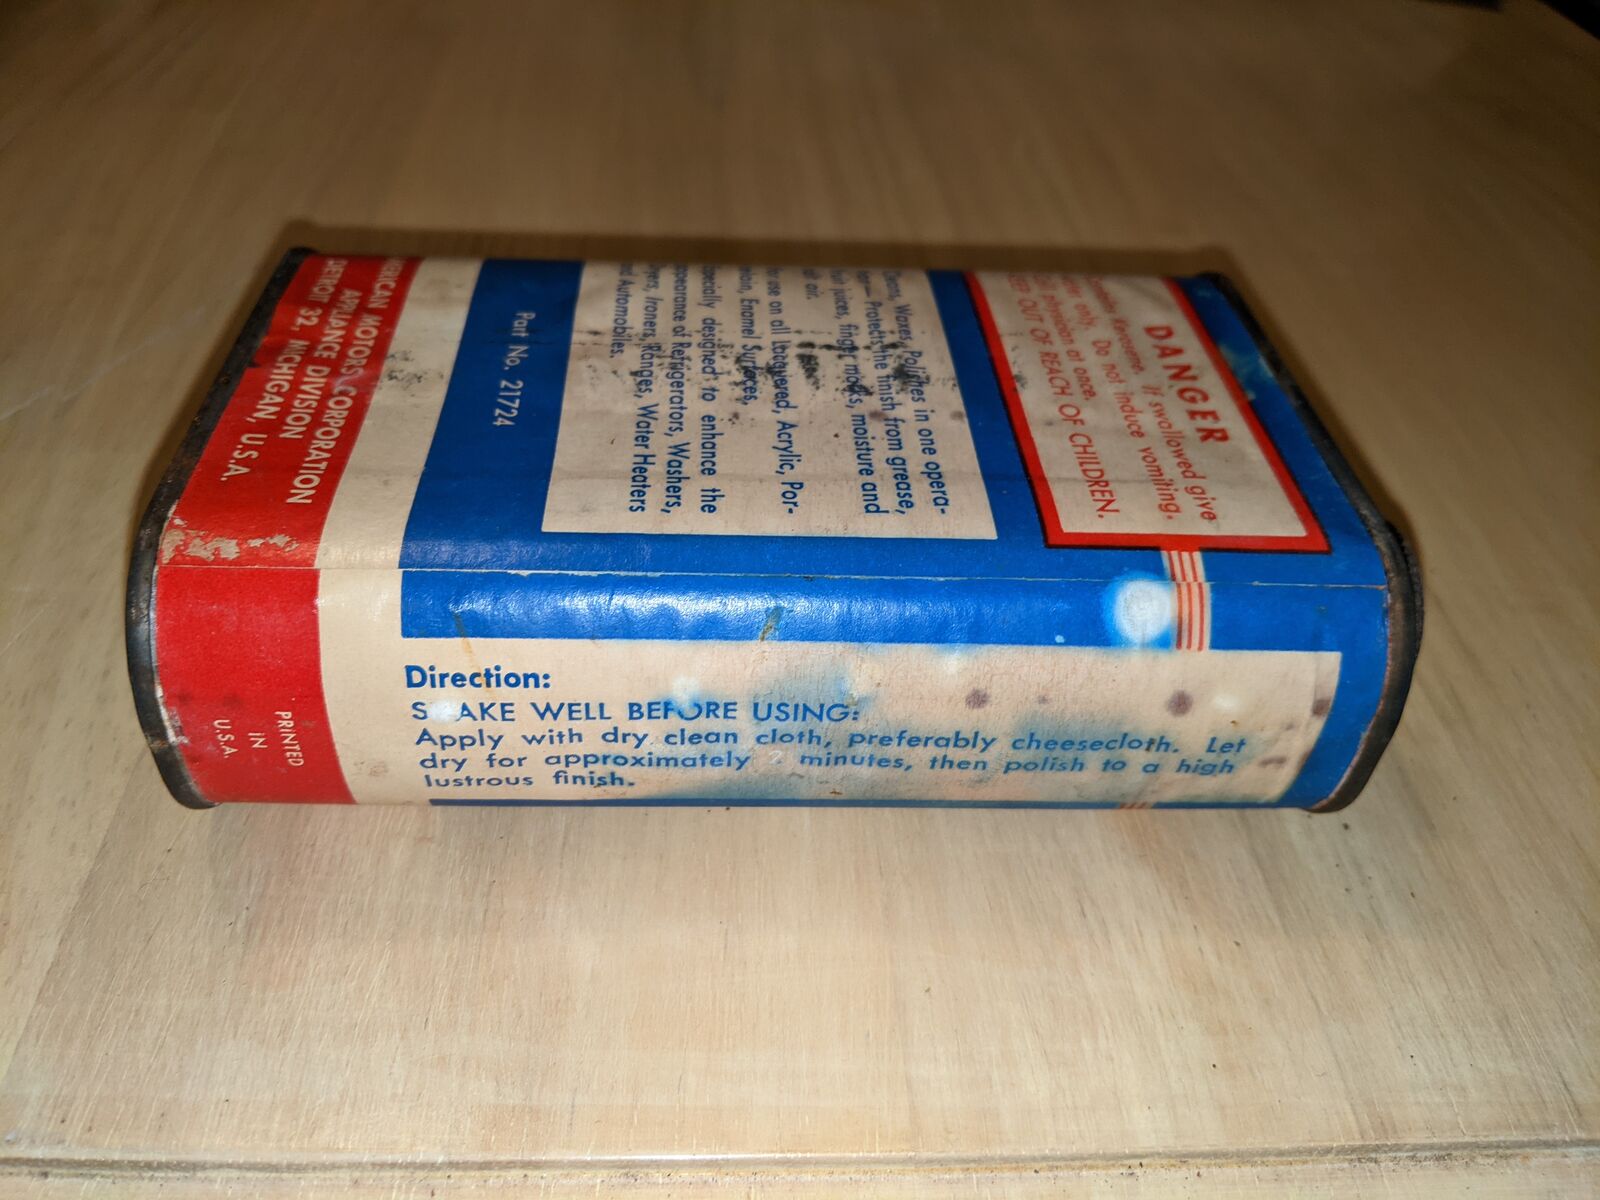 Direction:
S AKE WELL BEFORE USING:
Apply with dry clean cloth, preferably cheesecloth. Let
dry for approximately minutes, then polish to a high
lustrous finish.
PRINTED
IN
U.S.A.
DANGER
Kerosene. If swallowed give
only. Do not induce vomiting.
physician at once.
KEEP OUT OF REACH OF CHILDREN.
Cleans, Waxes, Polishes in one opera-
Protects the finish from grease,
fruit juices, finger marks, moisture and
air.
For use on all Lacquered, Acrylic, Por-
celain, Enamel Surfaces,
especially designed to enhance the
appearance of Refrigerators, Washers,
Dryers, Ironers, Ranges, Water Heaters
and Automobiles.
Part No. 21724
AMERICAN MOTORS CORPORATION
APPLIANCE DIVISION
DETROIT 32, MICHIGAN, U.S.A.